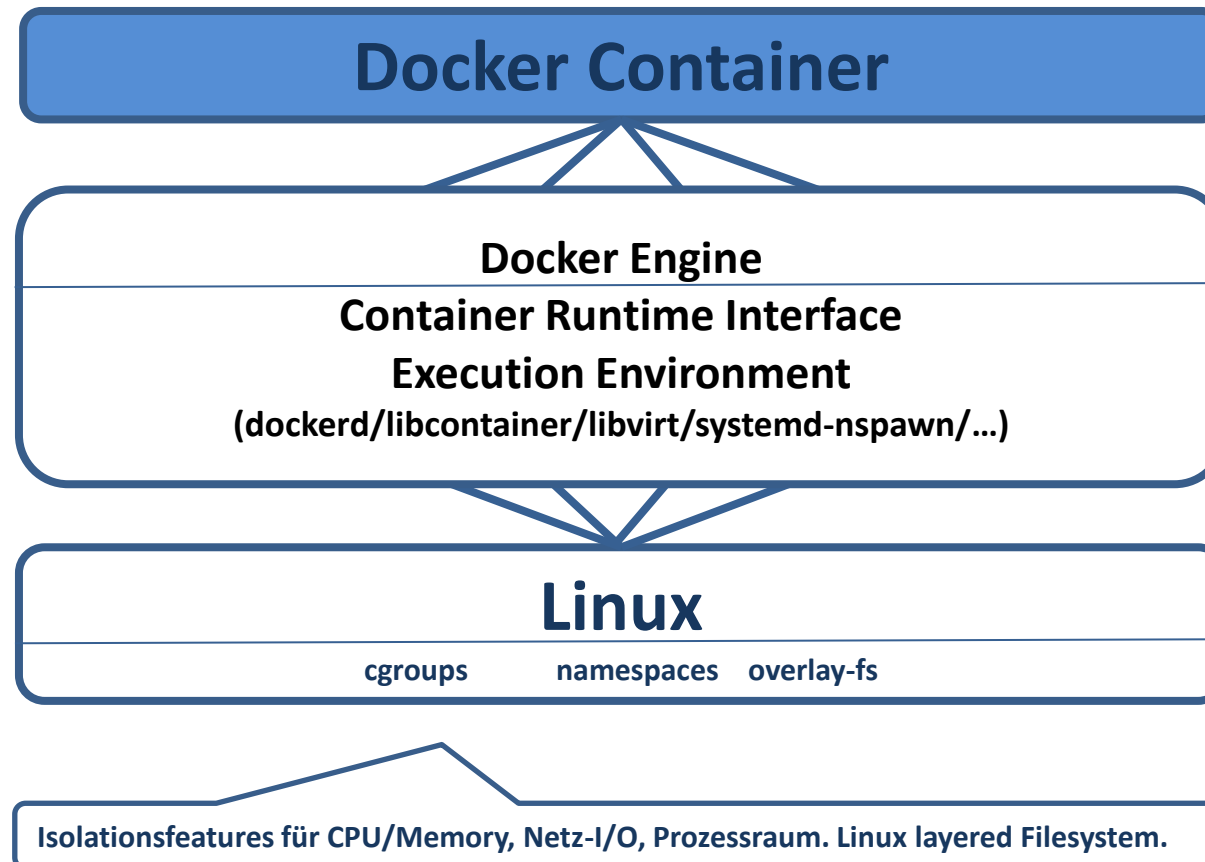 Docker Container
Docker Engine
Container Runtime Interface
Execution Environment
(dockerd/libcontainer/libvirt/systemd-nspawn/…)
Linux
cgroups namespaces overlay-fs
Isolationsfeatures für CPU/Memory, Netz-I/O, Prozessraum. Linux layered Filesystem.